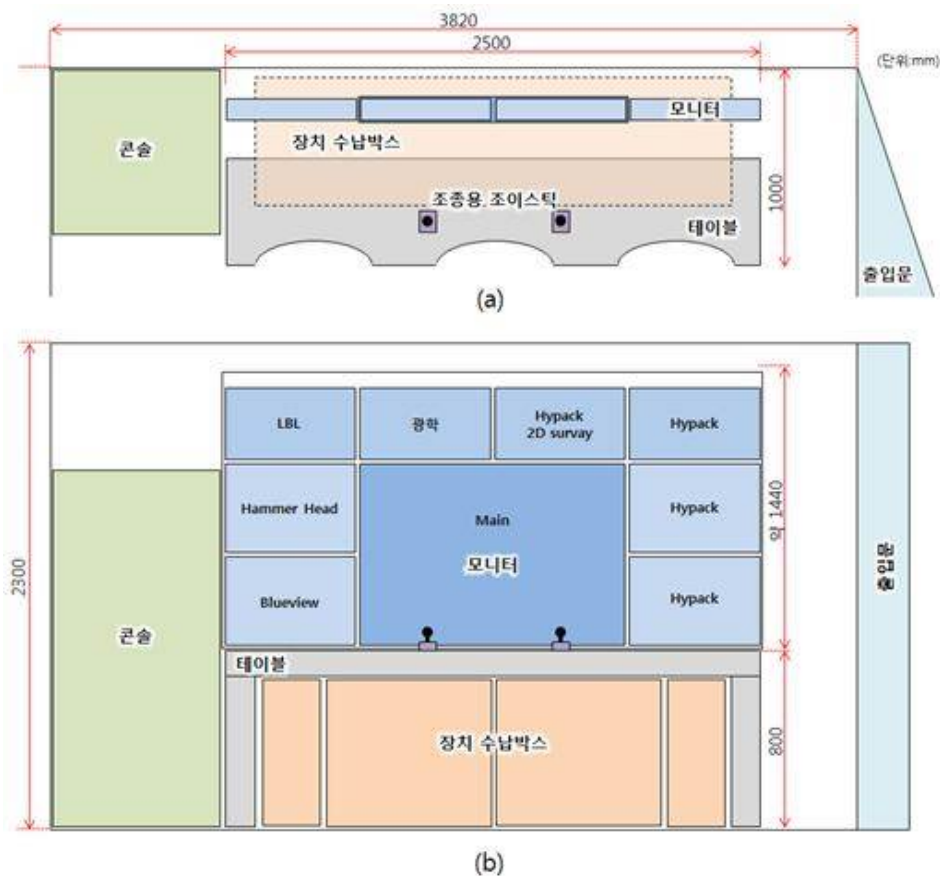 3820
2500
(단위:mm)
모니터
콘솔
장치 수납박스
1000
조종용 조이스틱
테이블
출입문
(a)
LBL
광학
Hypack
2D survay
Hypack
Hammer Head
Main
모니터
Hypack
약 1440
2300
출입문
Blueview
Hypack
콘솔
테이블
장치 수납박스
800
(b)